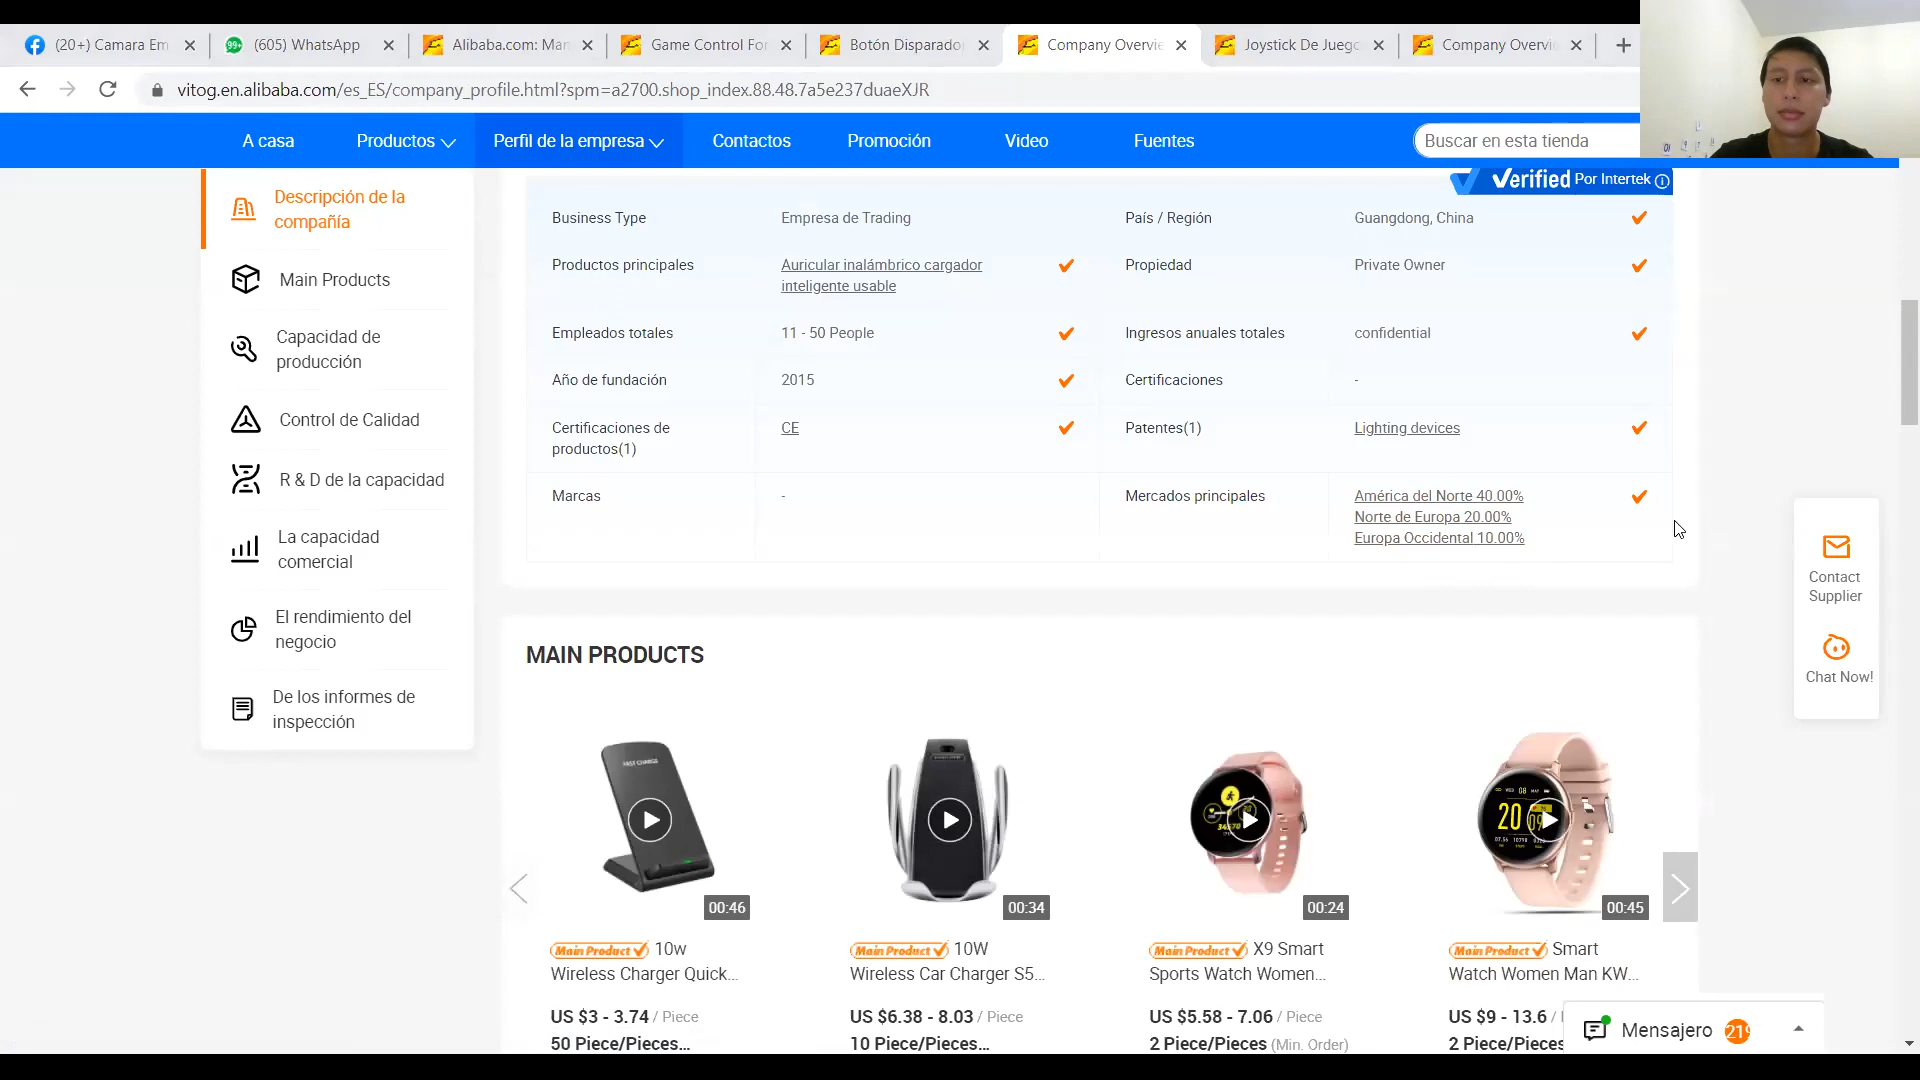 (20+) Camara Em
(605) WhatsApp
Alibaba.com: Man
Game Control For
Botón Disparado
Company Overvie
Joystick De Juego
Company Overvi
vitog.en.alibaba.com/es_ES/company_profile.html?spm=a2700.shop_index.88.48.7a5e237duaeXJR
A casa
Productos
Perfil de la empresa
Contactos
Promoción
Video
Fuentes
Buscar en esta tienda
Descripción de la
compañía
Main Products
Capacidad de
producción
Control de Calidad
R & D de la capacidad
La capacidad
comercial
El rendimiento del
negocio
De los informes de
inspección
Verified Por Intertek
Business Type
Empresa de Trading
País / Región
Guangdong, China
Productos principales
Auricular inalámbrico cargador
inteligente usable
Propiedad
Private Owner
Empleados totales
11 - 50 People
Ingresos anuales totales
confidential
Año de fundación
2015
Certificaciones
-
Certificaciones de
productos(1)
CE
Patentes(1)
Lighting devices
Marcas
-
Mercados principales
América del Norte 40.00%
Norte de Europa 20.00%
Europa Occidental 10.00%
Contact
Supplier
Chat Now!
MAIN PRODUCTS
FAST CHARGE
00:46
00:34
00:24
00:45
Main Product 10w
Wireless Charger Quick...
US $3 - 3.74 / Piece
50 Piece/Pieces...
Main Product 10W
Wireless Car Charger S5...
US $6.38 - 8.03 / Piece
10 Piece/Pieces...
Main Product X9 Smart
Sports Watch Women...
US $5.58 - 7.06 / Piece
2 Piece/Pieces (Min. Order)
Main Product Smart
Watch Women Man KW...
US $9 - 13.6 /
2 Piece/Pieces
Mensajero